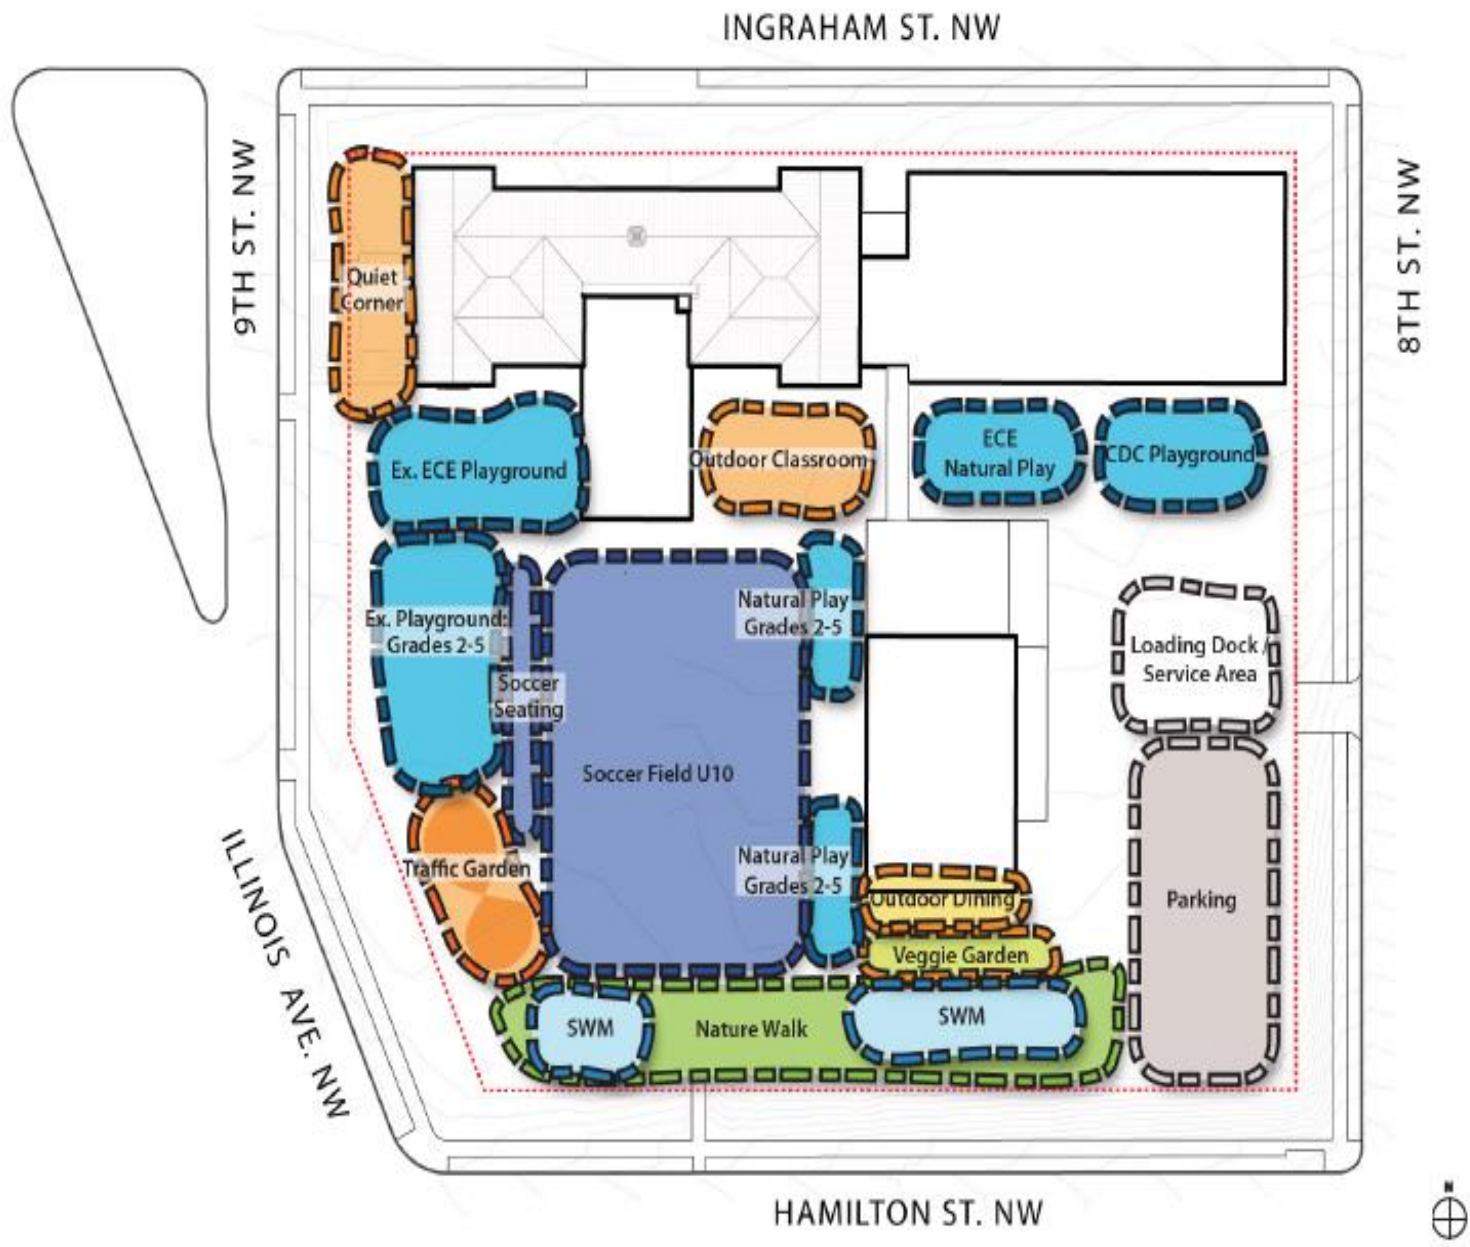 INGRAHAM ST. NW
9TH ST. NW
8TH ST. NW
Quiet
Corner
Ex. ECE Playground
Outdoor Classroom
ECE
Natural Play
CDC Playground
Ex. Playground:
Grades 2-5
Natural Play
Grades 2-5
Loading Dock /
Service Area
Soccer
Seating
Soccer Field U10
Traffic Garden
Natural Play
Grades 2-5
Outdoor Dining
Parking
Veggie Garden
ILLINOIS AVE. NW
SWM
Nature Walk
SWM
HAMILTON ST. NW
N